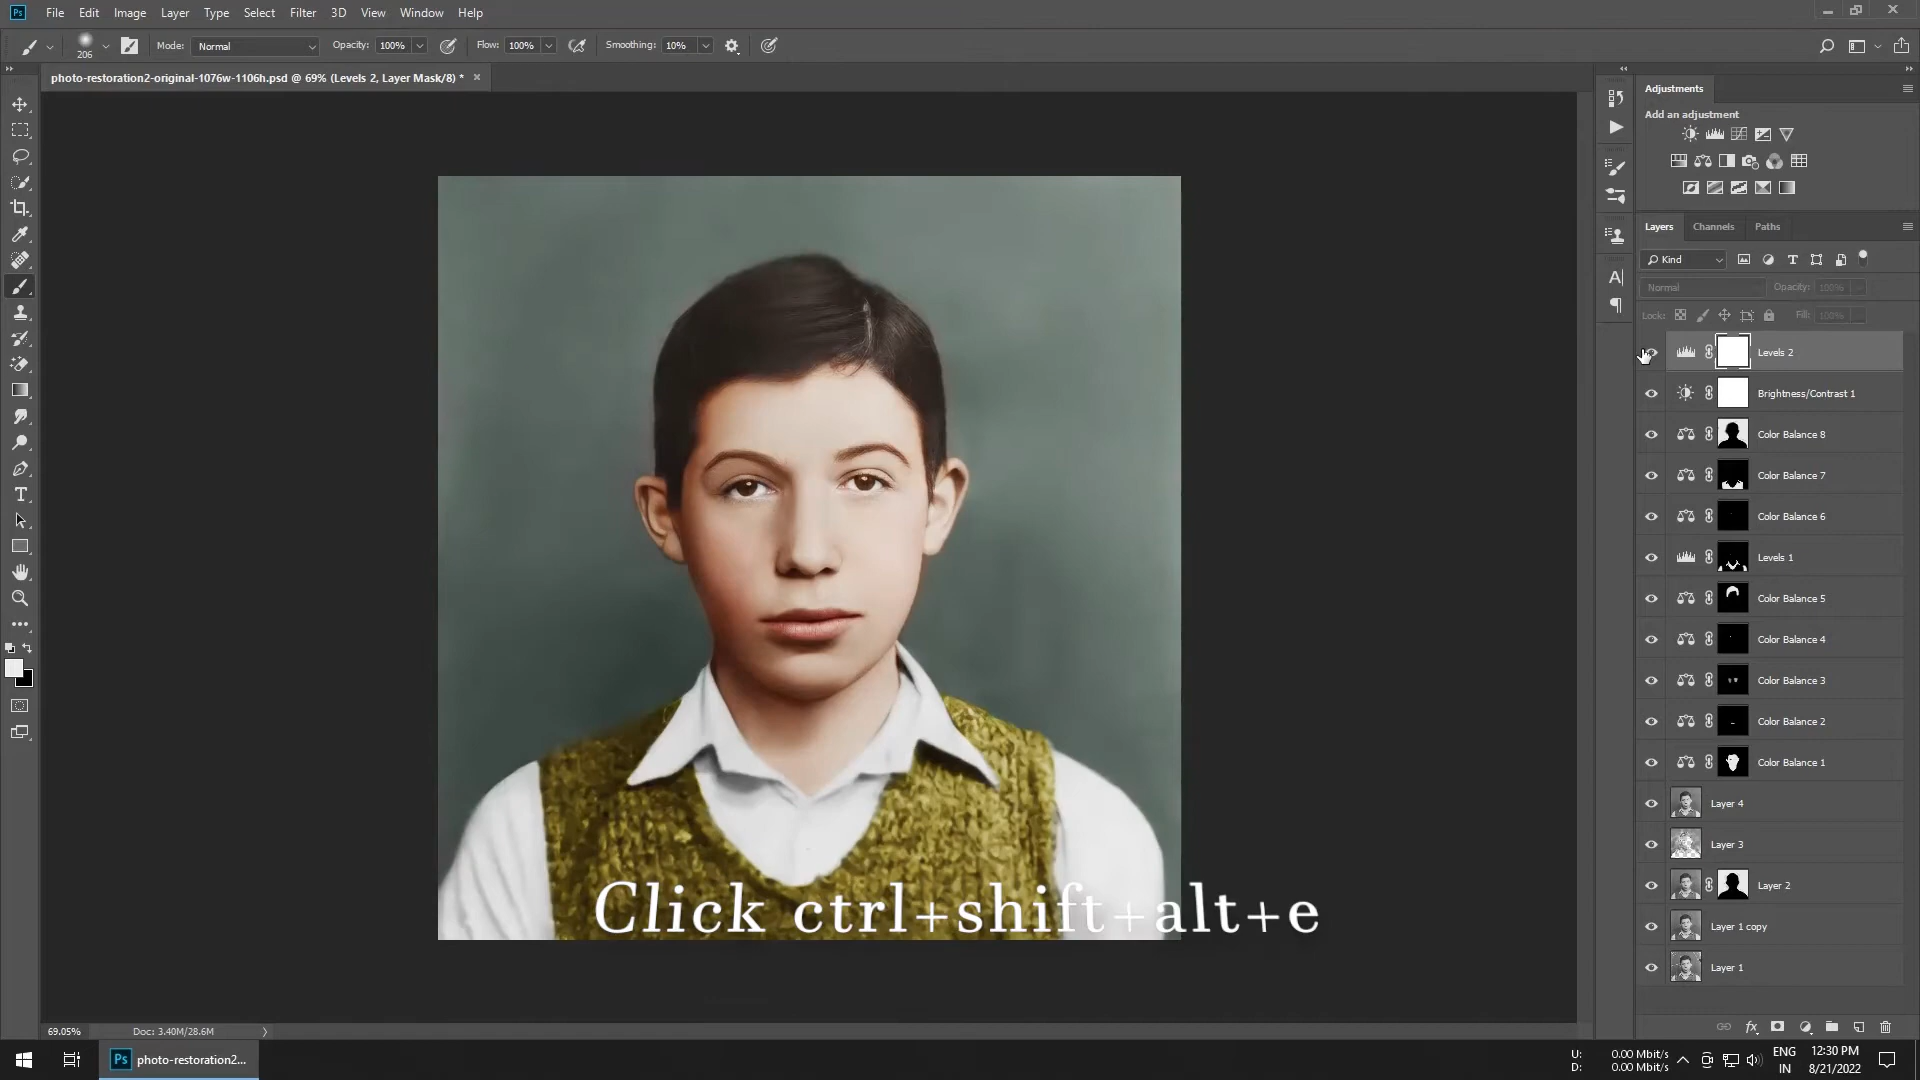 Ps File Edit Image Layer Type Select Filter 3D View Window Help
206 Mode: Normal Opacity: 100% Flow: 100% Smoothing: 10%
photo-restoration2-original-1076w-1106h.psd @ 69% (Levels 2, Layer Mask/8) * ×
Adjustments
Add an adjustment
Layers Channels Paths
Kind
Normal Opacity: 100%
Lock: Fill: 100%
Levels 2
Brightness/Contrast 1
Color Balance 8
Color Balance 7
Color Balance 6
Levels 1
Color Balance 5
Color Balance 4
Color Balance 3
Color Balance 2
Color Balance 1
Layer 4
Layer 3
Layer 2
Layer 1 copy
Layer 1
Click ctrl+shift+alt+e
69.05% Doc: 3.40M/28.6M
Ps photo-restoration2...
U: 0.00 Mbit/s
D: 0.00 Mbit/s
ENG
IN
12:30 PM
8/21/2022